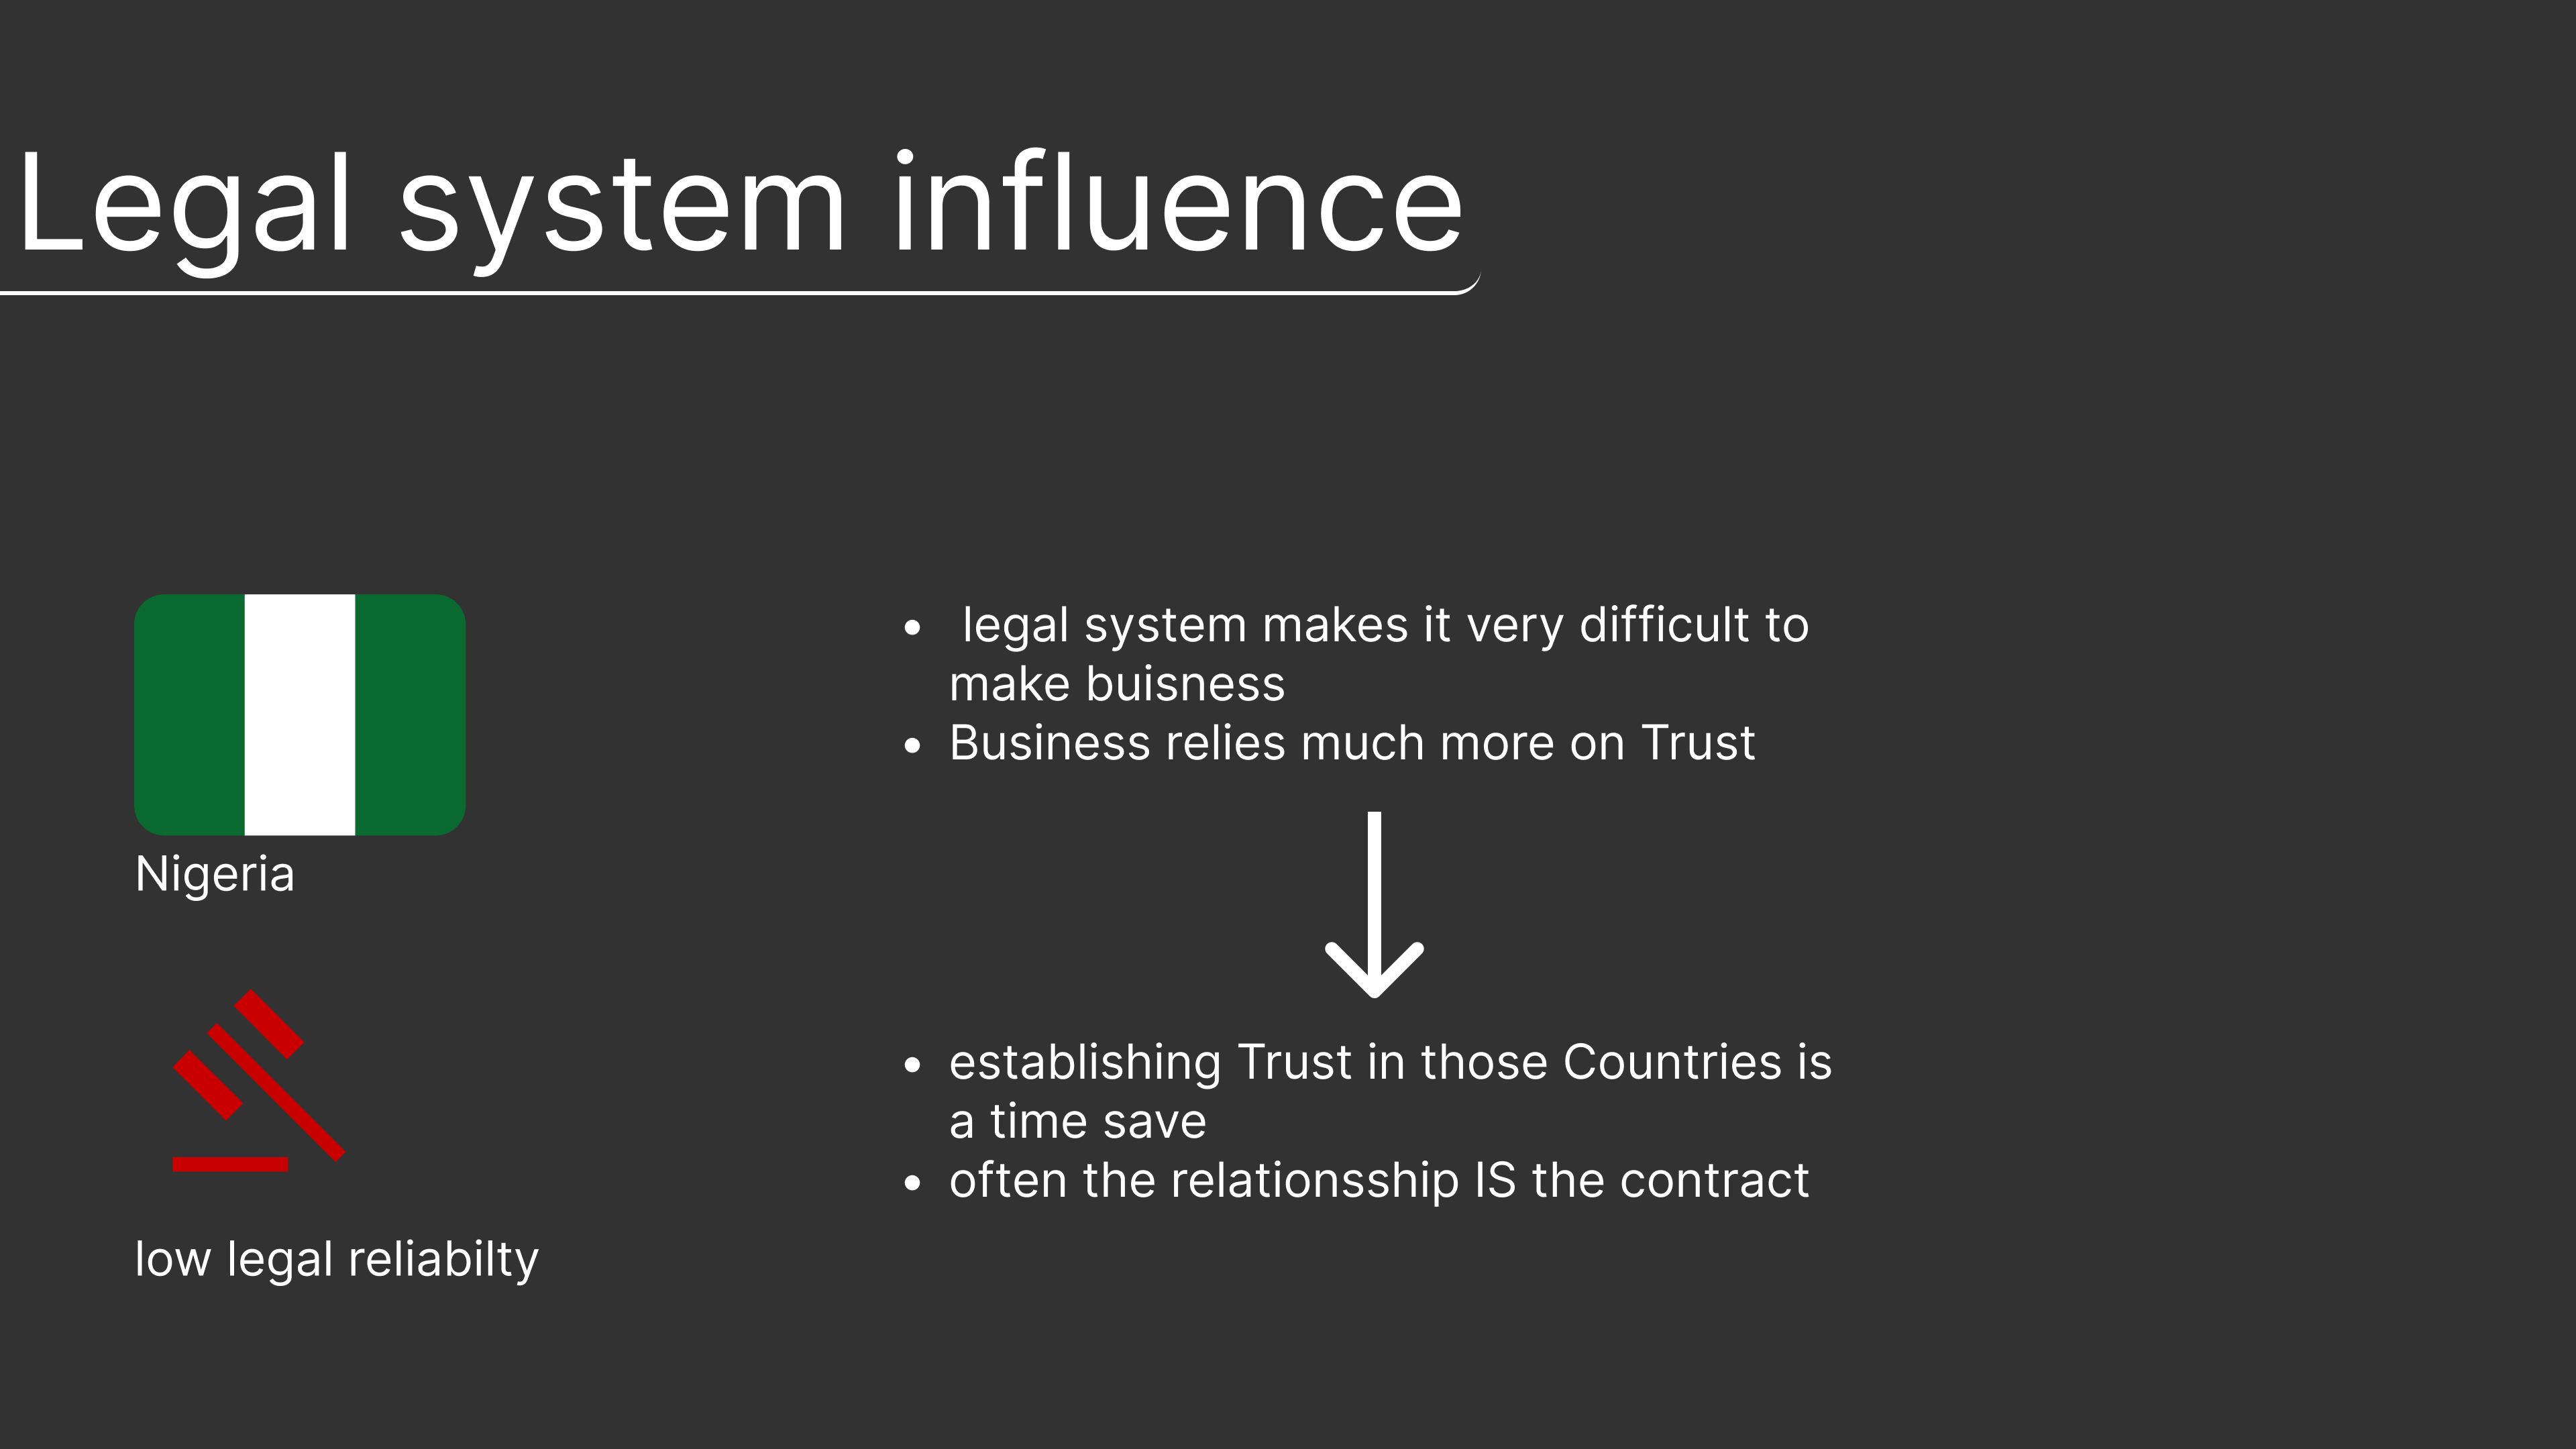 Legal system influence
Nigeria
low legal reliabilty
• legal system makes it very difficult to
make buisness
• Business relies much more on Trust
• establishing Trust in those Countries is
a time save
• often the relationsship IS the contract